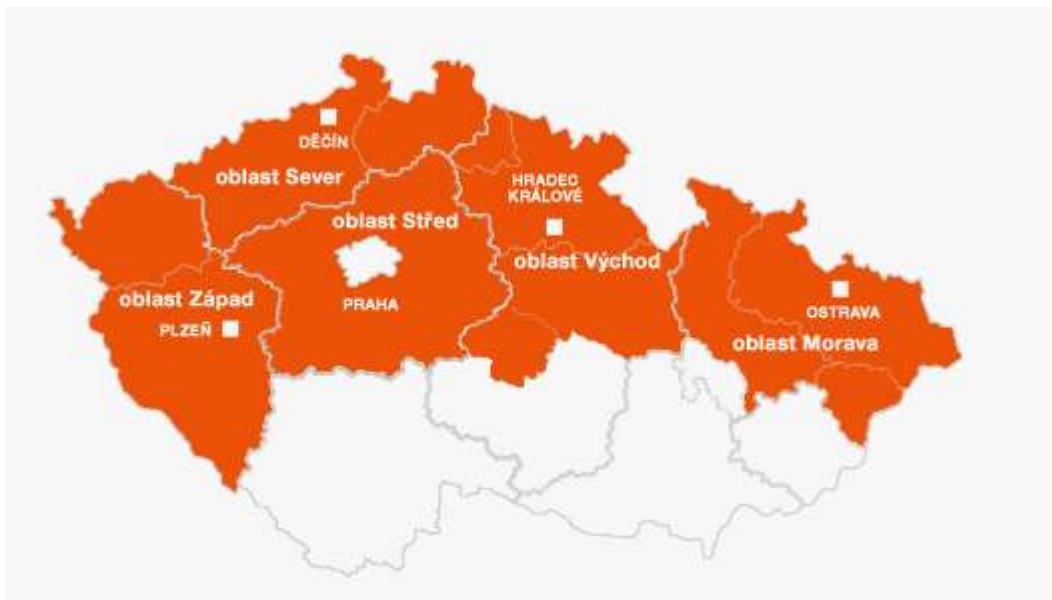 DĚČÍN
oblast Sever
HRADEC
KRÁLOVÉ
oblast Střed
oblast Východ
oblast Západ
PRAHA
PLZEŇ
OSTRAVA
oblast Morava